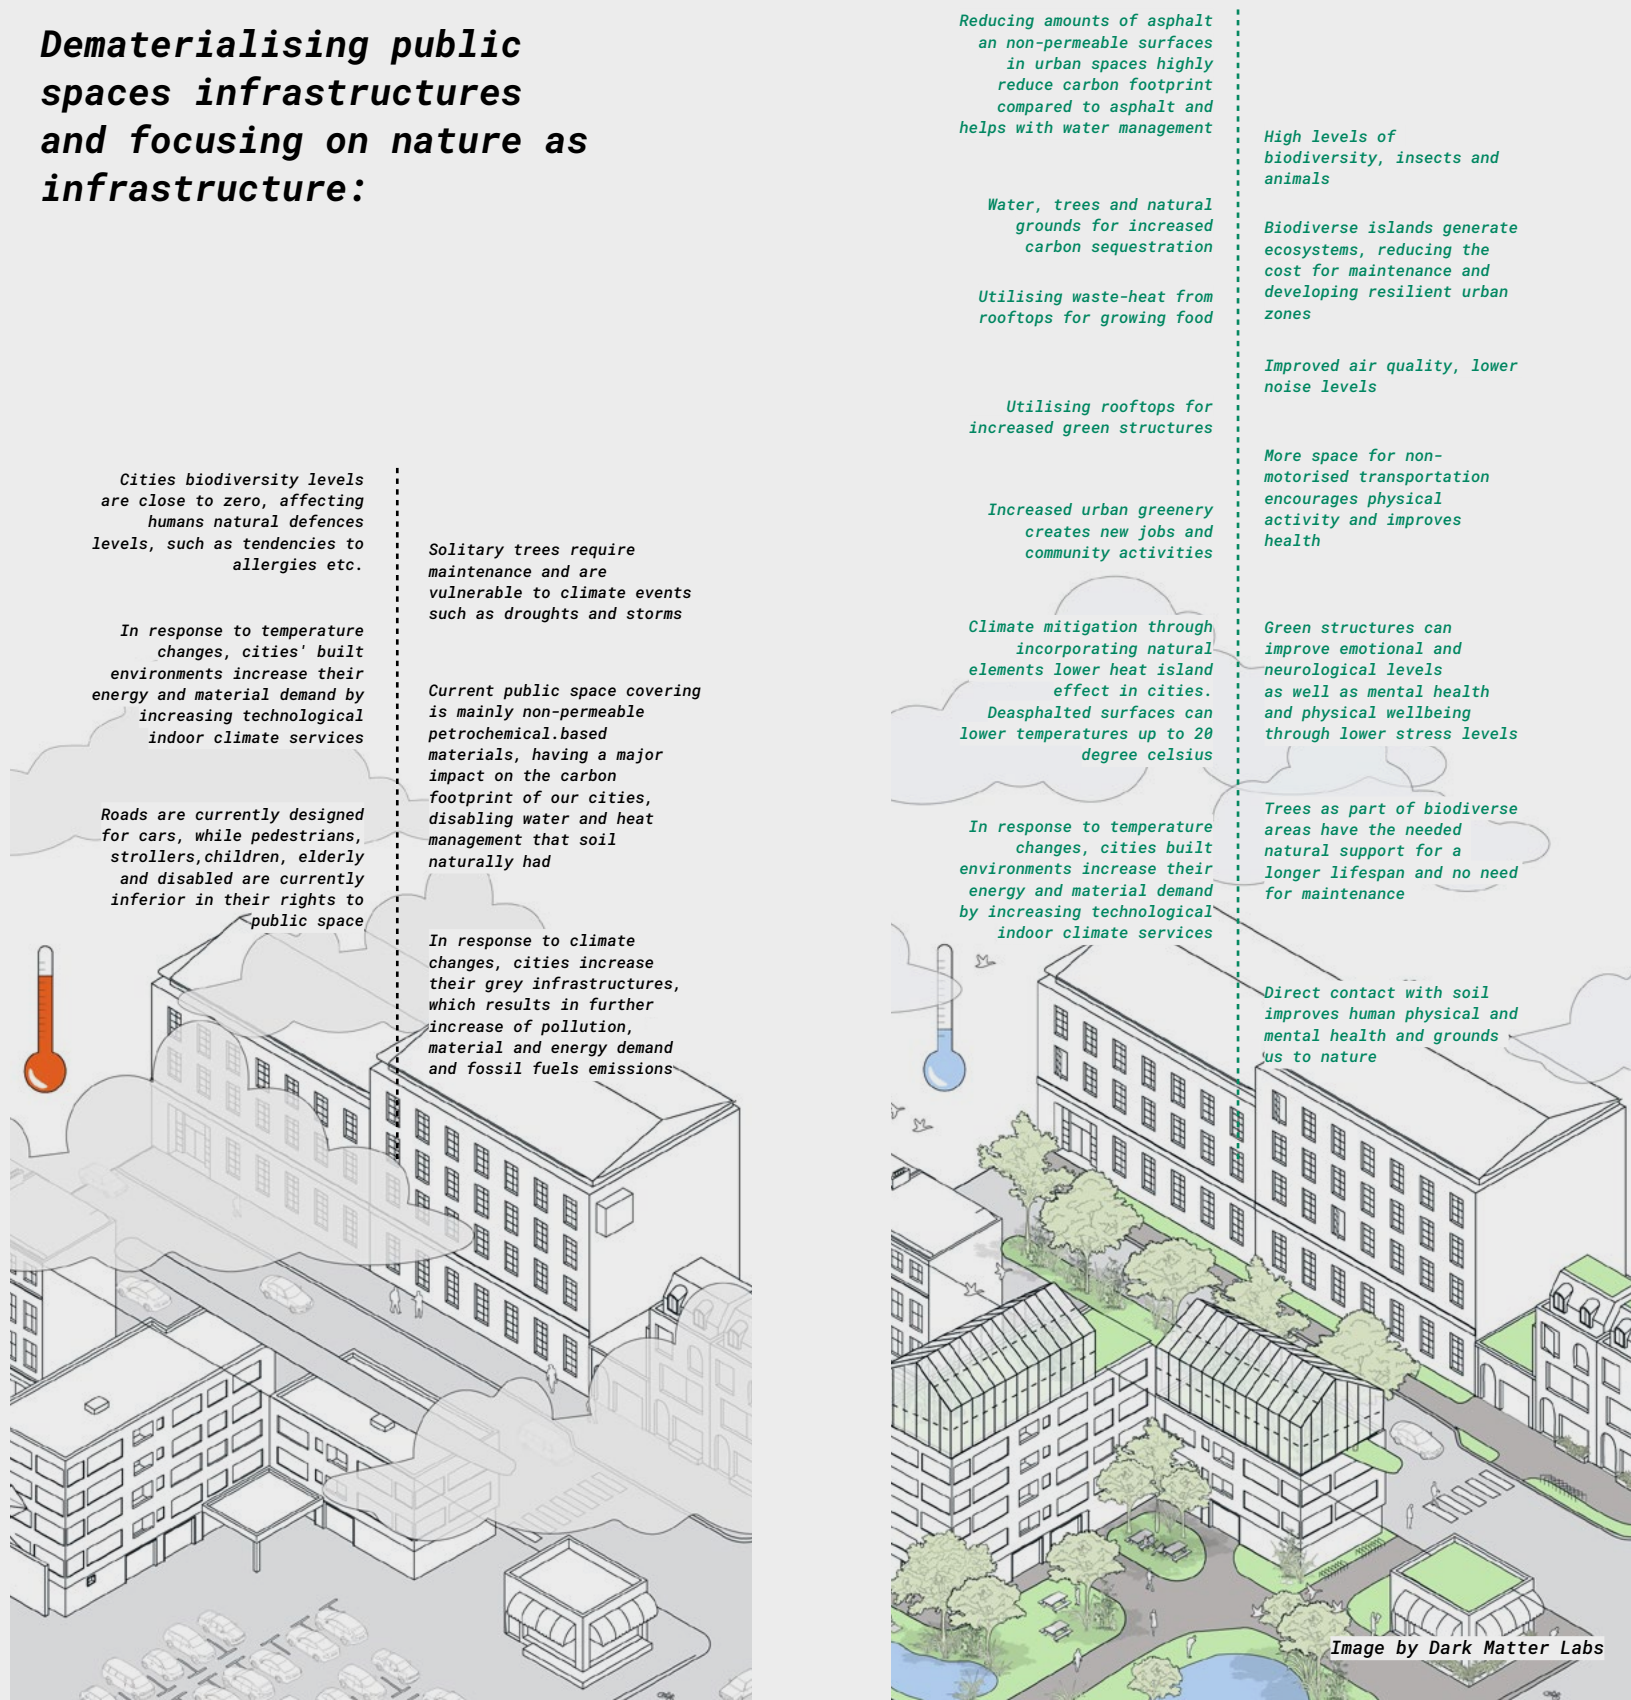 Dematerialising public
spaces infrastructures
and focusing on nature as
infrastructure:
Cities biodiversity levels
are close to zero, affecting
humans natural defences
levels, such as tendencies to
allergies etc.
In response to temperature
changes, cities' built
environments increase their
energy and material demand by
increasing technological
indoor climate services
Roads are currently designed
for cars, while pedestrians,
strollers,children, elderly
and disabled are currently
inferior in their rights to
public space
Solitary trees require
maintenance and are
vulnerable to climate events
such as droughts and storms
Current public space covering
is mainly non-permeable
petrochemical.based
materials, having a major
impact on the carbon
footprint of our cities,
disabling water and heat
management that soil
naturally had
In response to climate
changes, cities increase
their grey infrastructures,
which results in further
increase of pollution,
material and energy demand
and fossil fuels emissions
Reducing amounts of asphalt
an non-permeable surfaces
in urban spaces highly
reduce carbon footprint
compared to asphalt and
helps with water management
Water, trees and natural
grounds for increased
carbon sequestration
Utilising waste-heat from
rooftops for growing food
Utilising rooftops for
increased green structures
Increased urban greenery
creates new jobs and
community activities
Climate mitigation through
incorporating natural
elements lower heat island
effect in cities.
Deasphalted surfaces can
lower temperatures up to 20
degree celsius
In response to temperature
changes, cities built
environments increase their
energy and material demand
by increasing technological
indoor climate services
High levels of
biodiversity, insects and
animals
Biodiverse islands generate
ecosystems, reducing the
cost for maintenance and
developing resilient urban
zones
Improved air quality, lower
noise levels
More space for non-
motorised transportation
encourages physical
activity and improves
health
Green structures can
improve emotional and
neurological levels
as well as mental health
and physical wellbeing
through lower stress levels
Trees as part of biodiverse
areas have the needed
natural support for a
longer lifespan and no need
for maintenance
Direct contact with soil
improves human physical and
mental health and grounds
us to nature
Image by Dark Matter Labs